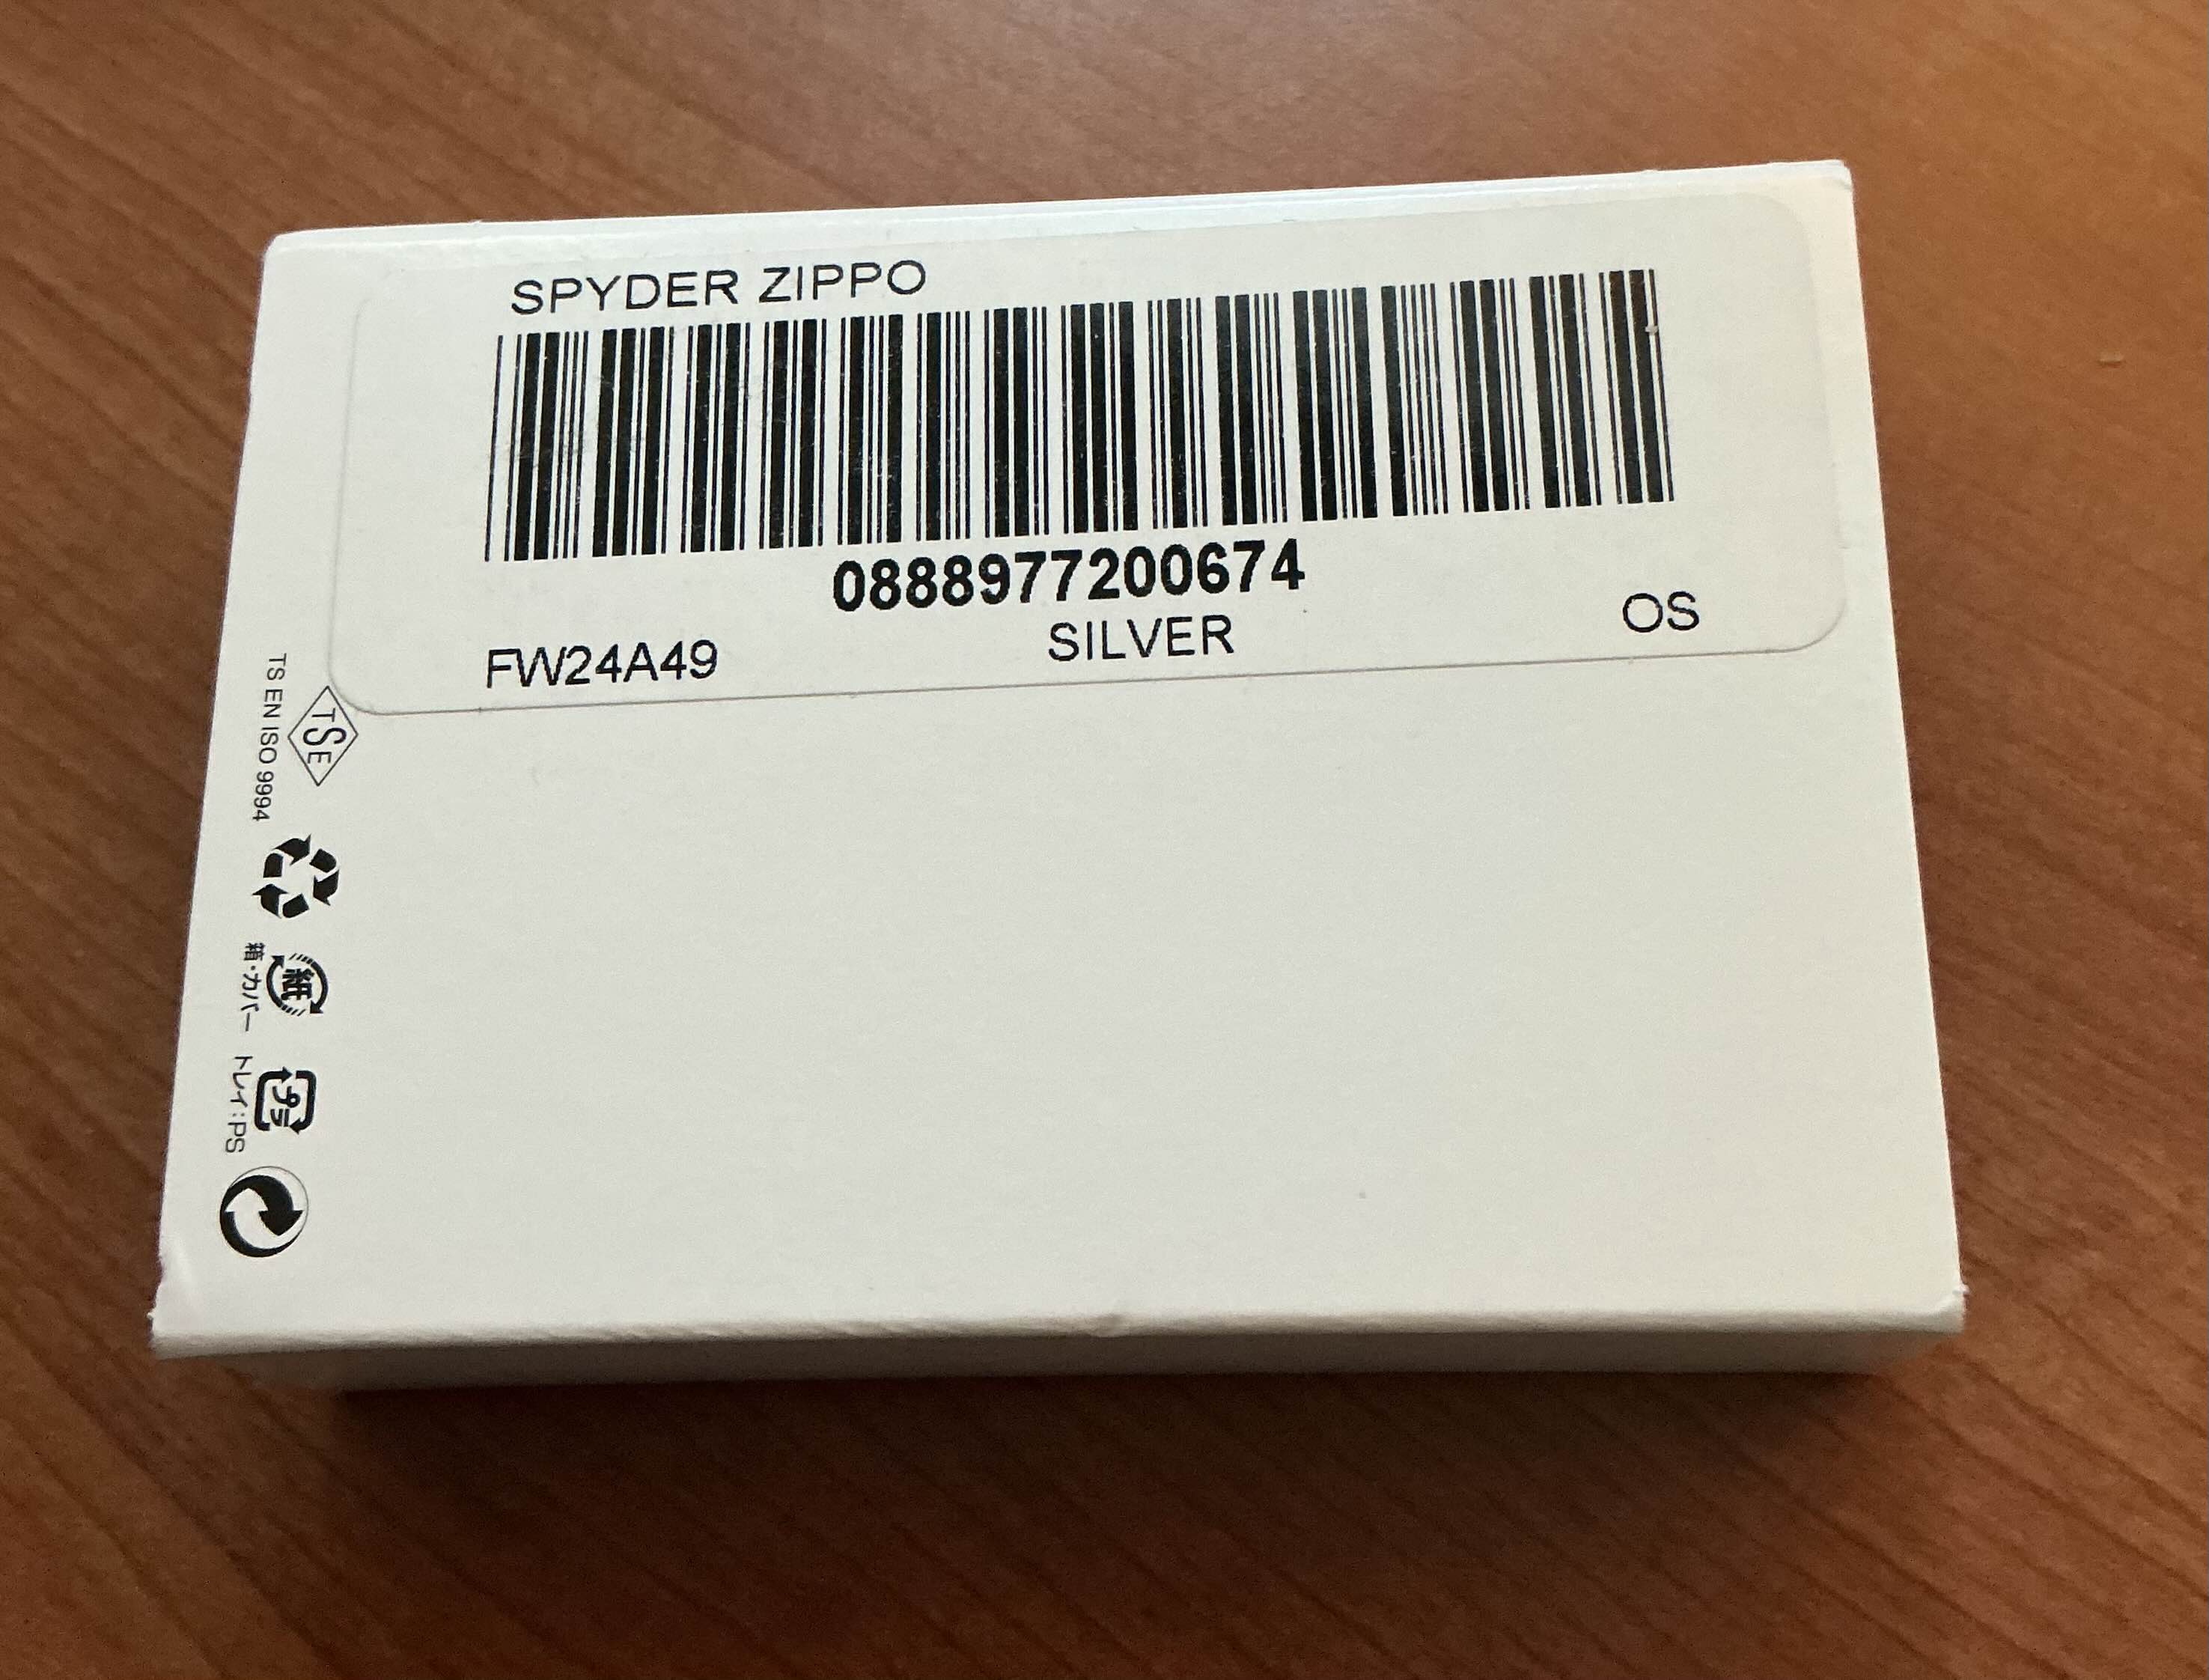 SPYDER ZIPPO
0888977200674
FW24A49 SILVER OS
TSE
TS EN ISO 9994
紙
箱・カバー
プラ
トレイ:PS